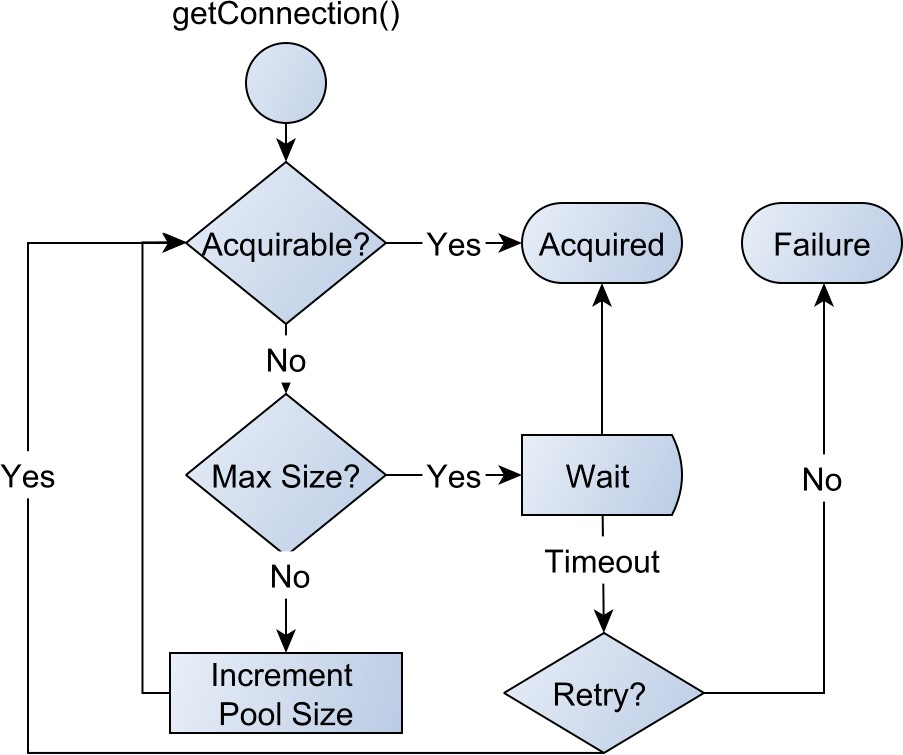 getConnection()
Acquirable?
Yes
Acquired
Failure
No
Max Size?
Yes
Wait
Yes
No
Timeout
No
Increment
Pool Size
Retry?